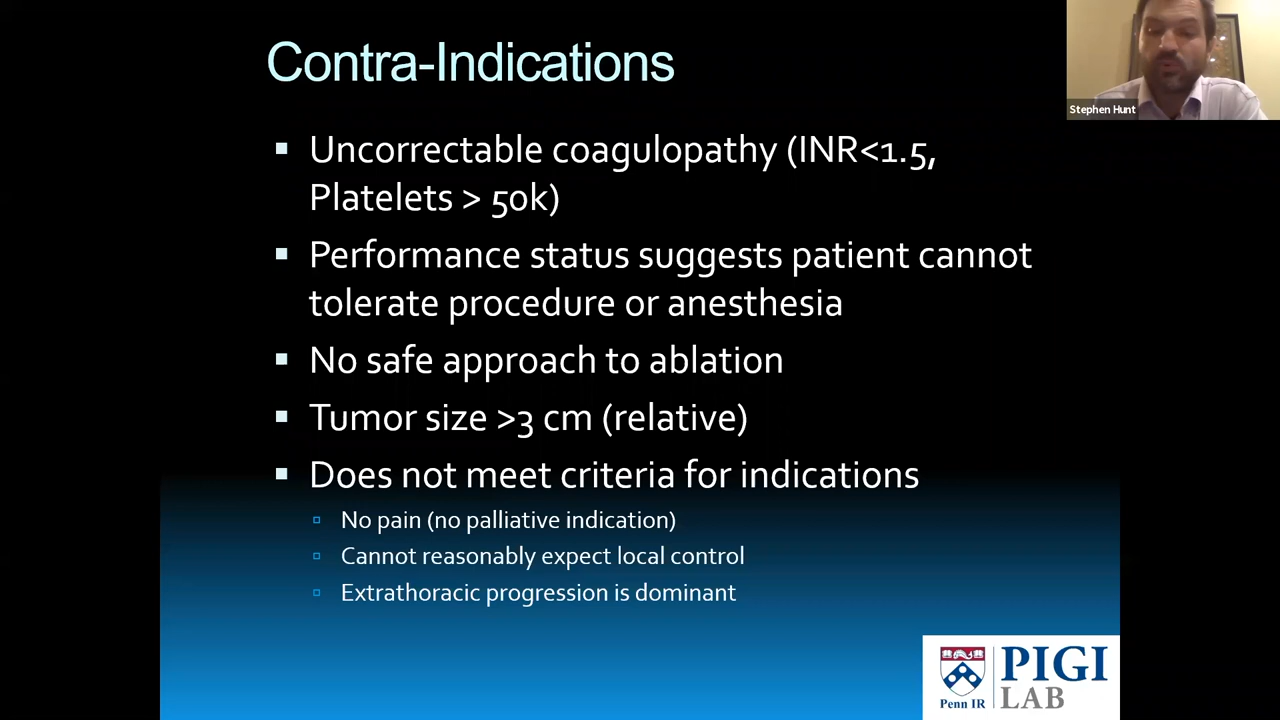 Contra-Indications
Stephen Hunt
Uncorrectable coagulopathy (INR<1.5,
Platelets > 50k)
Performance status suggests patient cannot
tolerate procedure or anesthesia
No safe approach to ablation
Tumor size >3 cm (relative)
Does not meet criteria for indications
No pain (no palliative indication)
Cannot reasonably expect local control
Extrathoracic progression is dominant
Penn IR
PIGI
LAB